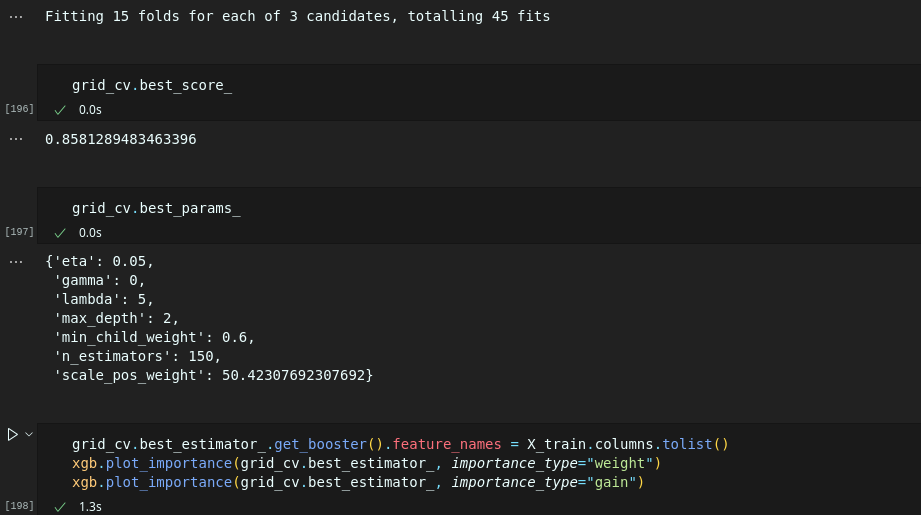 ... Fitting 15 folds for each of 3 candidates, totalling 45 fits
grid_cv.best_score_
[196] ✓ 0.0s
... 0.8581289483463396
grid_cv.best_params_
[197] ✓ 0.0s
... {'eta': 0.05,
'gamma': 0,
'lambda': 5,
'max_depth': 2,
'min_child_weight': 0.6,
'n_estimators': 150,
'scale_pos_weight': 50.42307692307692}
grid_cv.best_estimator_.get_booster().feature_names = X_train.columns.tolist()
xgb.plot_importance(grid_cv.best_estimator_, importance_type="weight")
xgb.plot_importance(grid_cv.best_estimator_, importance_type="gain")
[198] ✓ 1.3s